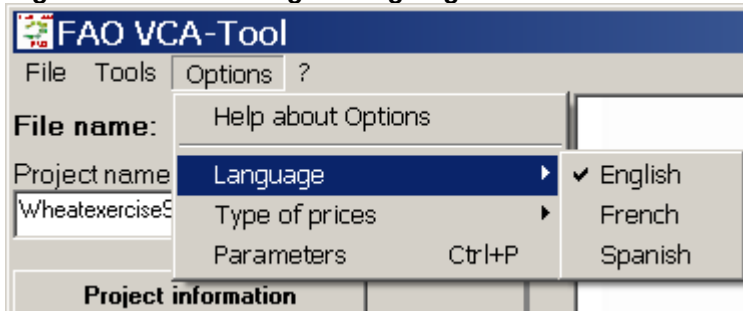 FAO VCA-Tool
File Tools Options ?
File name:
Help about Options
Project name
Language
English
WheatexerciseS
Type of prices
French
Parameters Ctrl+P
Spanish
Project information